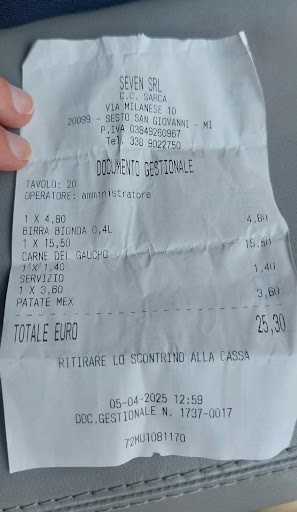 SEVEN SRL
C.C. SARCA
VIA MILANESE 10
20099 - SESTO SAN GIOVANNI - MI
P.IVA 03849260967
Tel. 338 9022750
DOCUMENTO GESTIONALE
TAVOLO: 20
OPERATORE: amministratore
1 X 4,80 4,80
BIRRA BIONDA 0,4L
1 X 15,50 15,50
CARNE DEL GAUCHO
1 X 1,40 1,40
SERVIZIO
1 X 3,60 3,60
PATATE MEX
TOTALE EURO 25,30
RITIRARE LO SCONTRINO ALLA CASSA
05-04-2025 12:59
DOC.GESTIONALE N. 1737-0017
72MU1081170